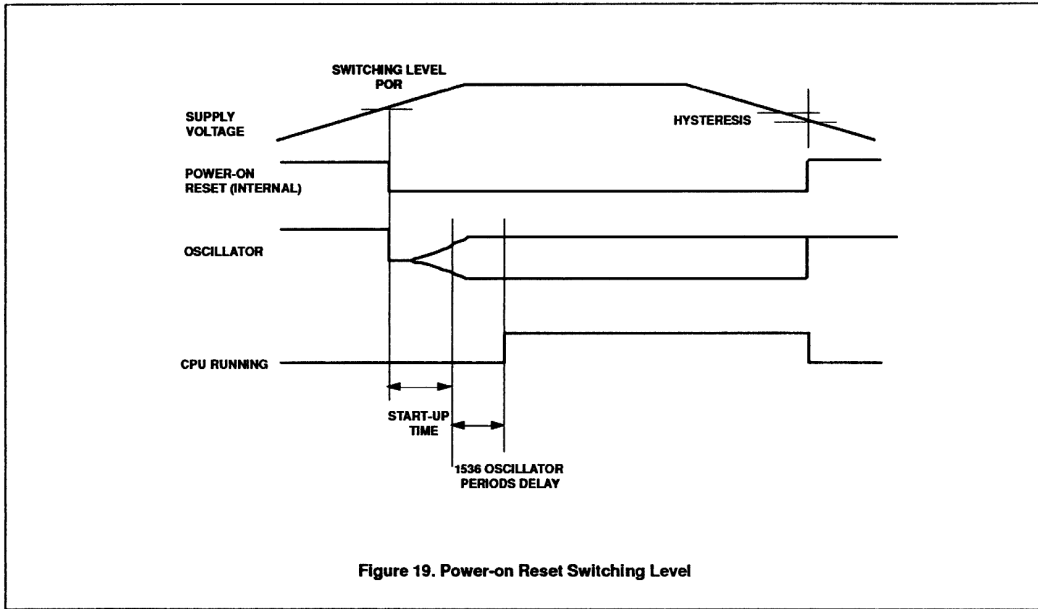 SWITCHING LEVEL
POR
SUPPLY
VOLTAGE
HYSTERESIS
POWER-ON
RESET (INTERNAL)
OSCILLATOR
CPU RUNNING
START-UP
TIME
1536 OSCILLATOR
PERIODS DELAY
Figure 19. Power-on Reset Switching Level